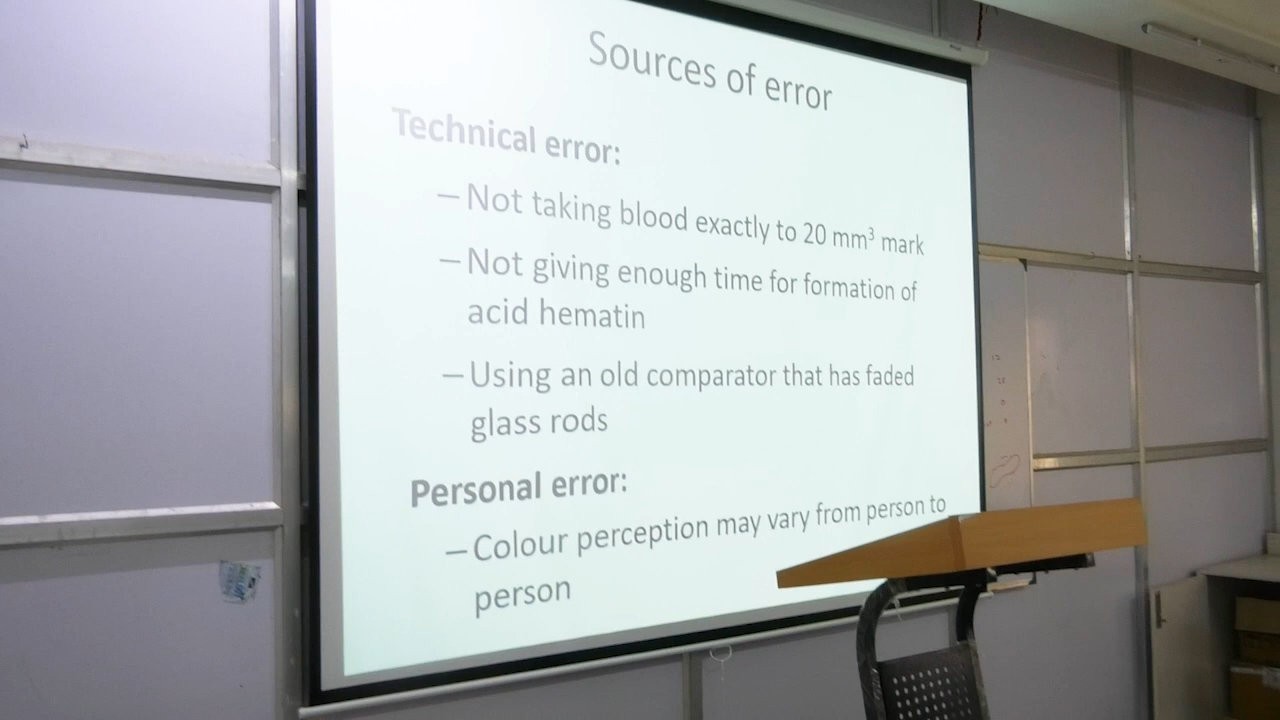 Sources of error
Technical error:
– Not taking blood exactly to 20 mm³ mark
– Not giving enough time for formation of
acid hematin
– Using an old comparator that has faded
glass rods
Personal error:
– Colour perception may vary from person to
person